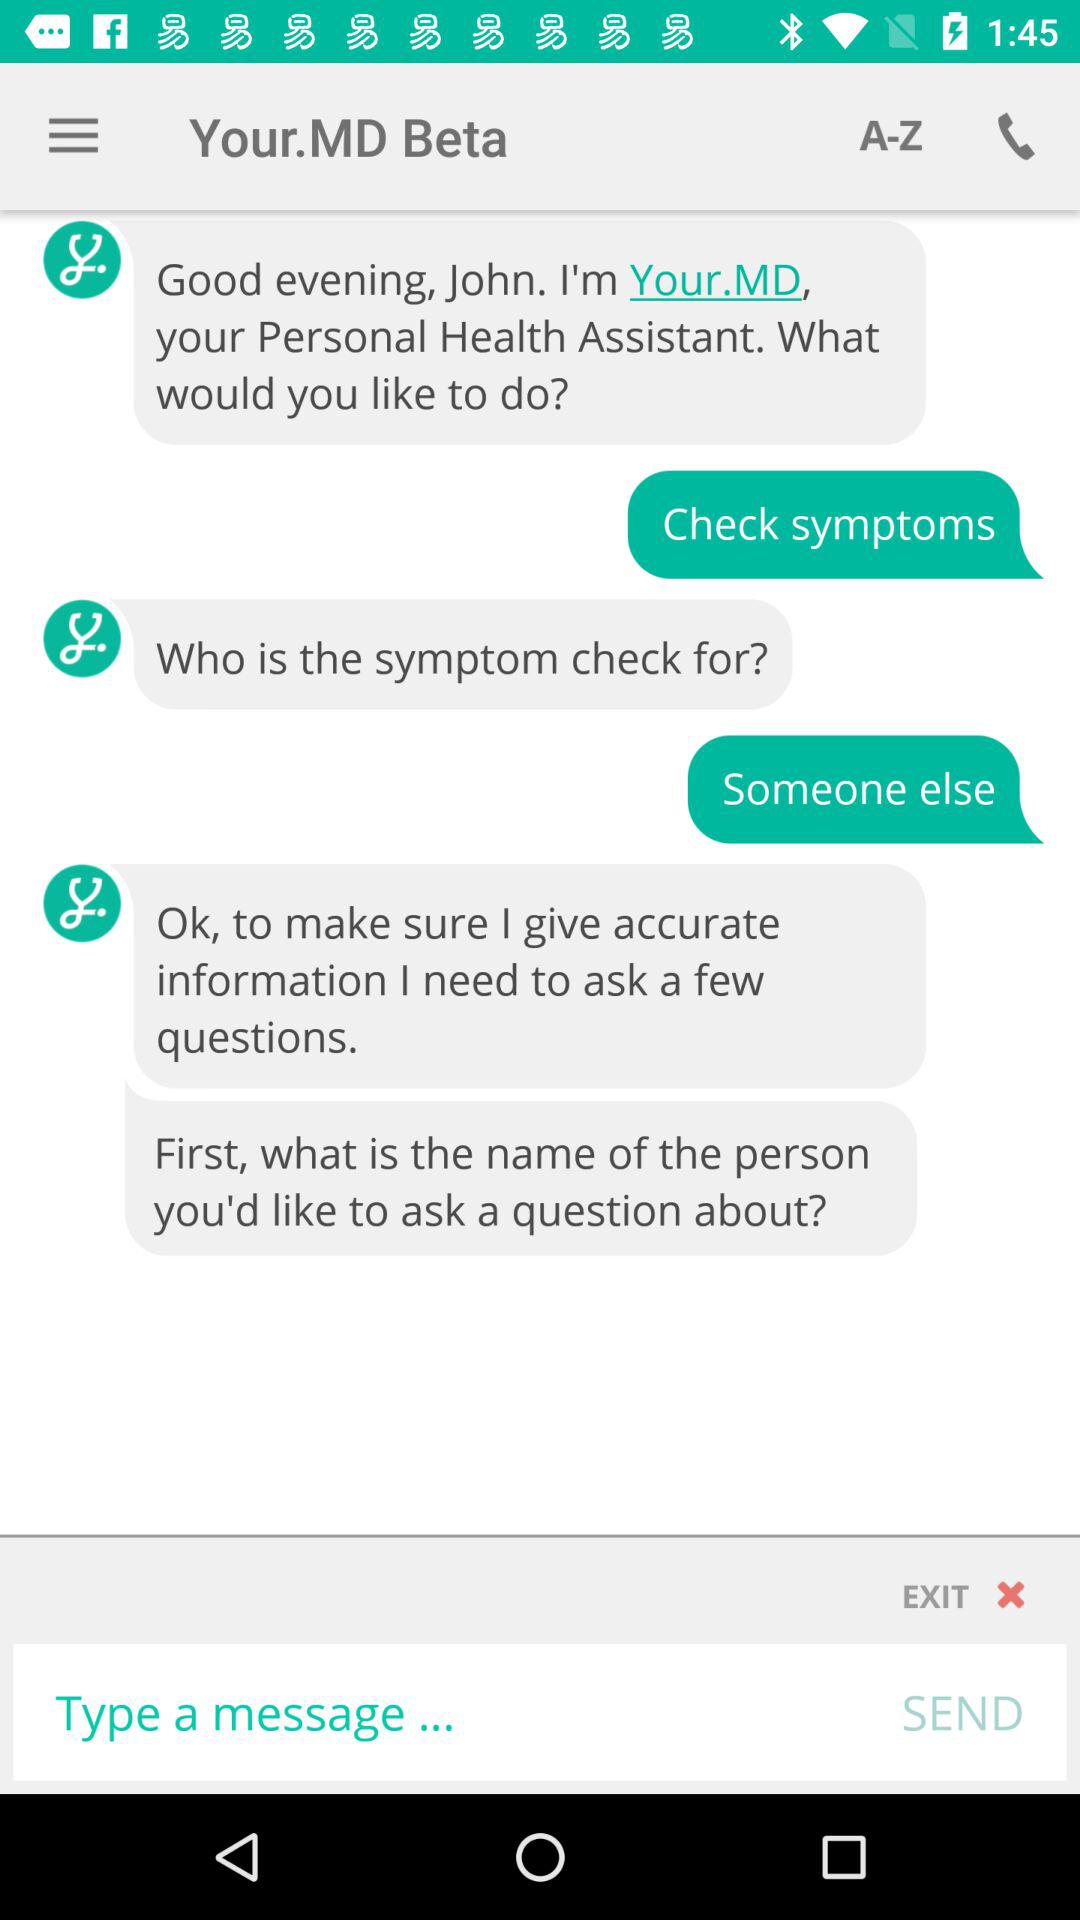 1:45
Your.MD Beta
A-Z
Good evening, John. I'm Your.MD,
your Personal Health Assistant. What
would you like to do?
Check symptoms
Who is the symptom check for?
Someone else
Ok, to make sure I give accurate
information I need to ask a few
questions.
First, what is the name of the person
you'd like to ask a question about?
EXIT
Type a message ...
SEND